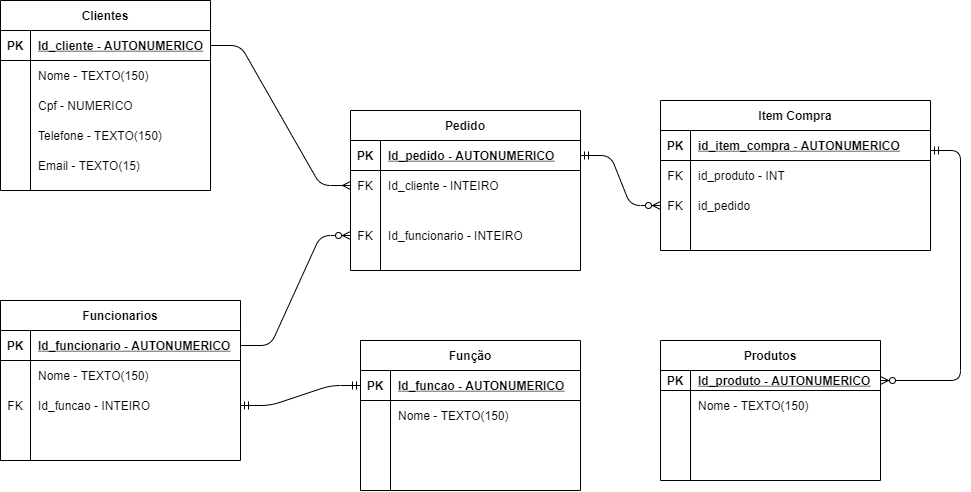 Clientes
PK Id_cliente - AUTONUMERICO
Nome - TEXTO(150)
Cpf - NUMERICO
Telefone - TEXTO(150)
Email - TEXTO(15)
Pedido
PK Id_pedido - AUTONUMERICO
FK Id_cliente - INTEIRO
FK Id_funcionario - INTEIRO
Item Compra
PK id_item_compra - AUTONUMERICO
FK id_produto - INT
FK id_pedido
Funcionarios
PK Id_funcionario - AUTONUMERICO
Nome - TEXTO(150)
FK Id_funcao - INTEIRO
Função
PK Id_funcao - AUTONUMERICO
Nome - TEXTO(150)
Produtos
PK Id_produto - AUTONUMERICO
Nome - TEXTO(150)